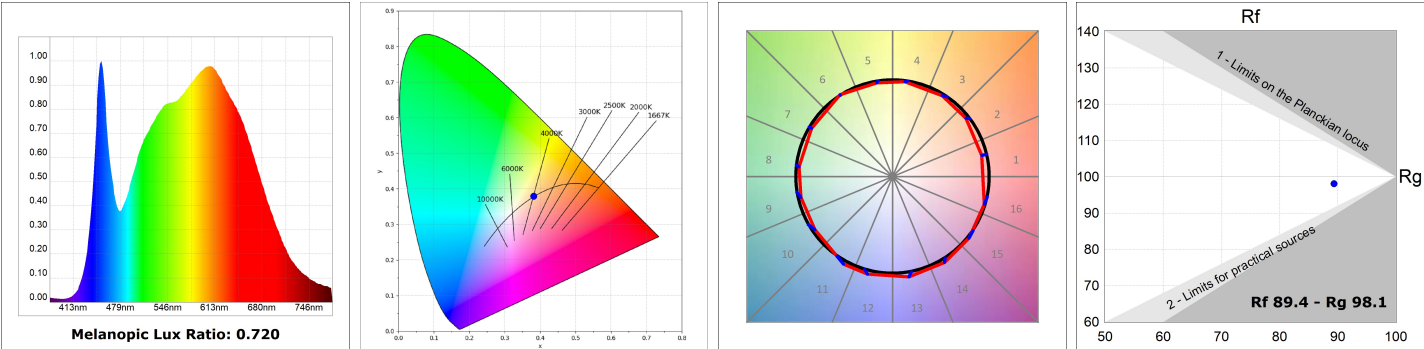 1.00
0.90
0.80
0.70
0.60
0.50
0.40
0.30
0.20
0.10
0.00
413nm 479nm 546nm 613nm 680nm 746nm
Melanopic Lux Ratio: 0.720
0.9
0.8
0.7
0.6
0.5
0.4
0.3
0.2
0.1
0.0
y
0.0 0.1 0.2 0.3 0.4 0.5 0.6 0.7 0.8
x
10000K
6000K
4000K
3000K
2500K
2000K
1667K
1
2
3
4
5
6
7
8
9
10
11
12
13
14
15
16
Rf
140
130
120
110
100
90
80
70
60
50 60 70 80 90 100
Rg
1 - Limits on the Planckian locus
2 - Limits for practical sources
Rf 89.4 - Rg 98.1